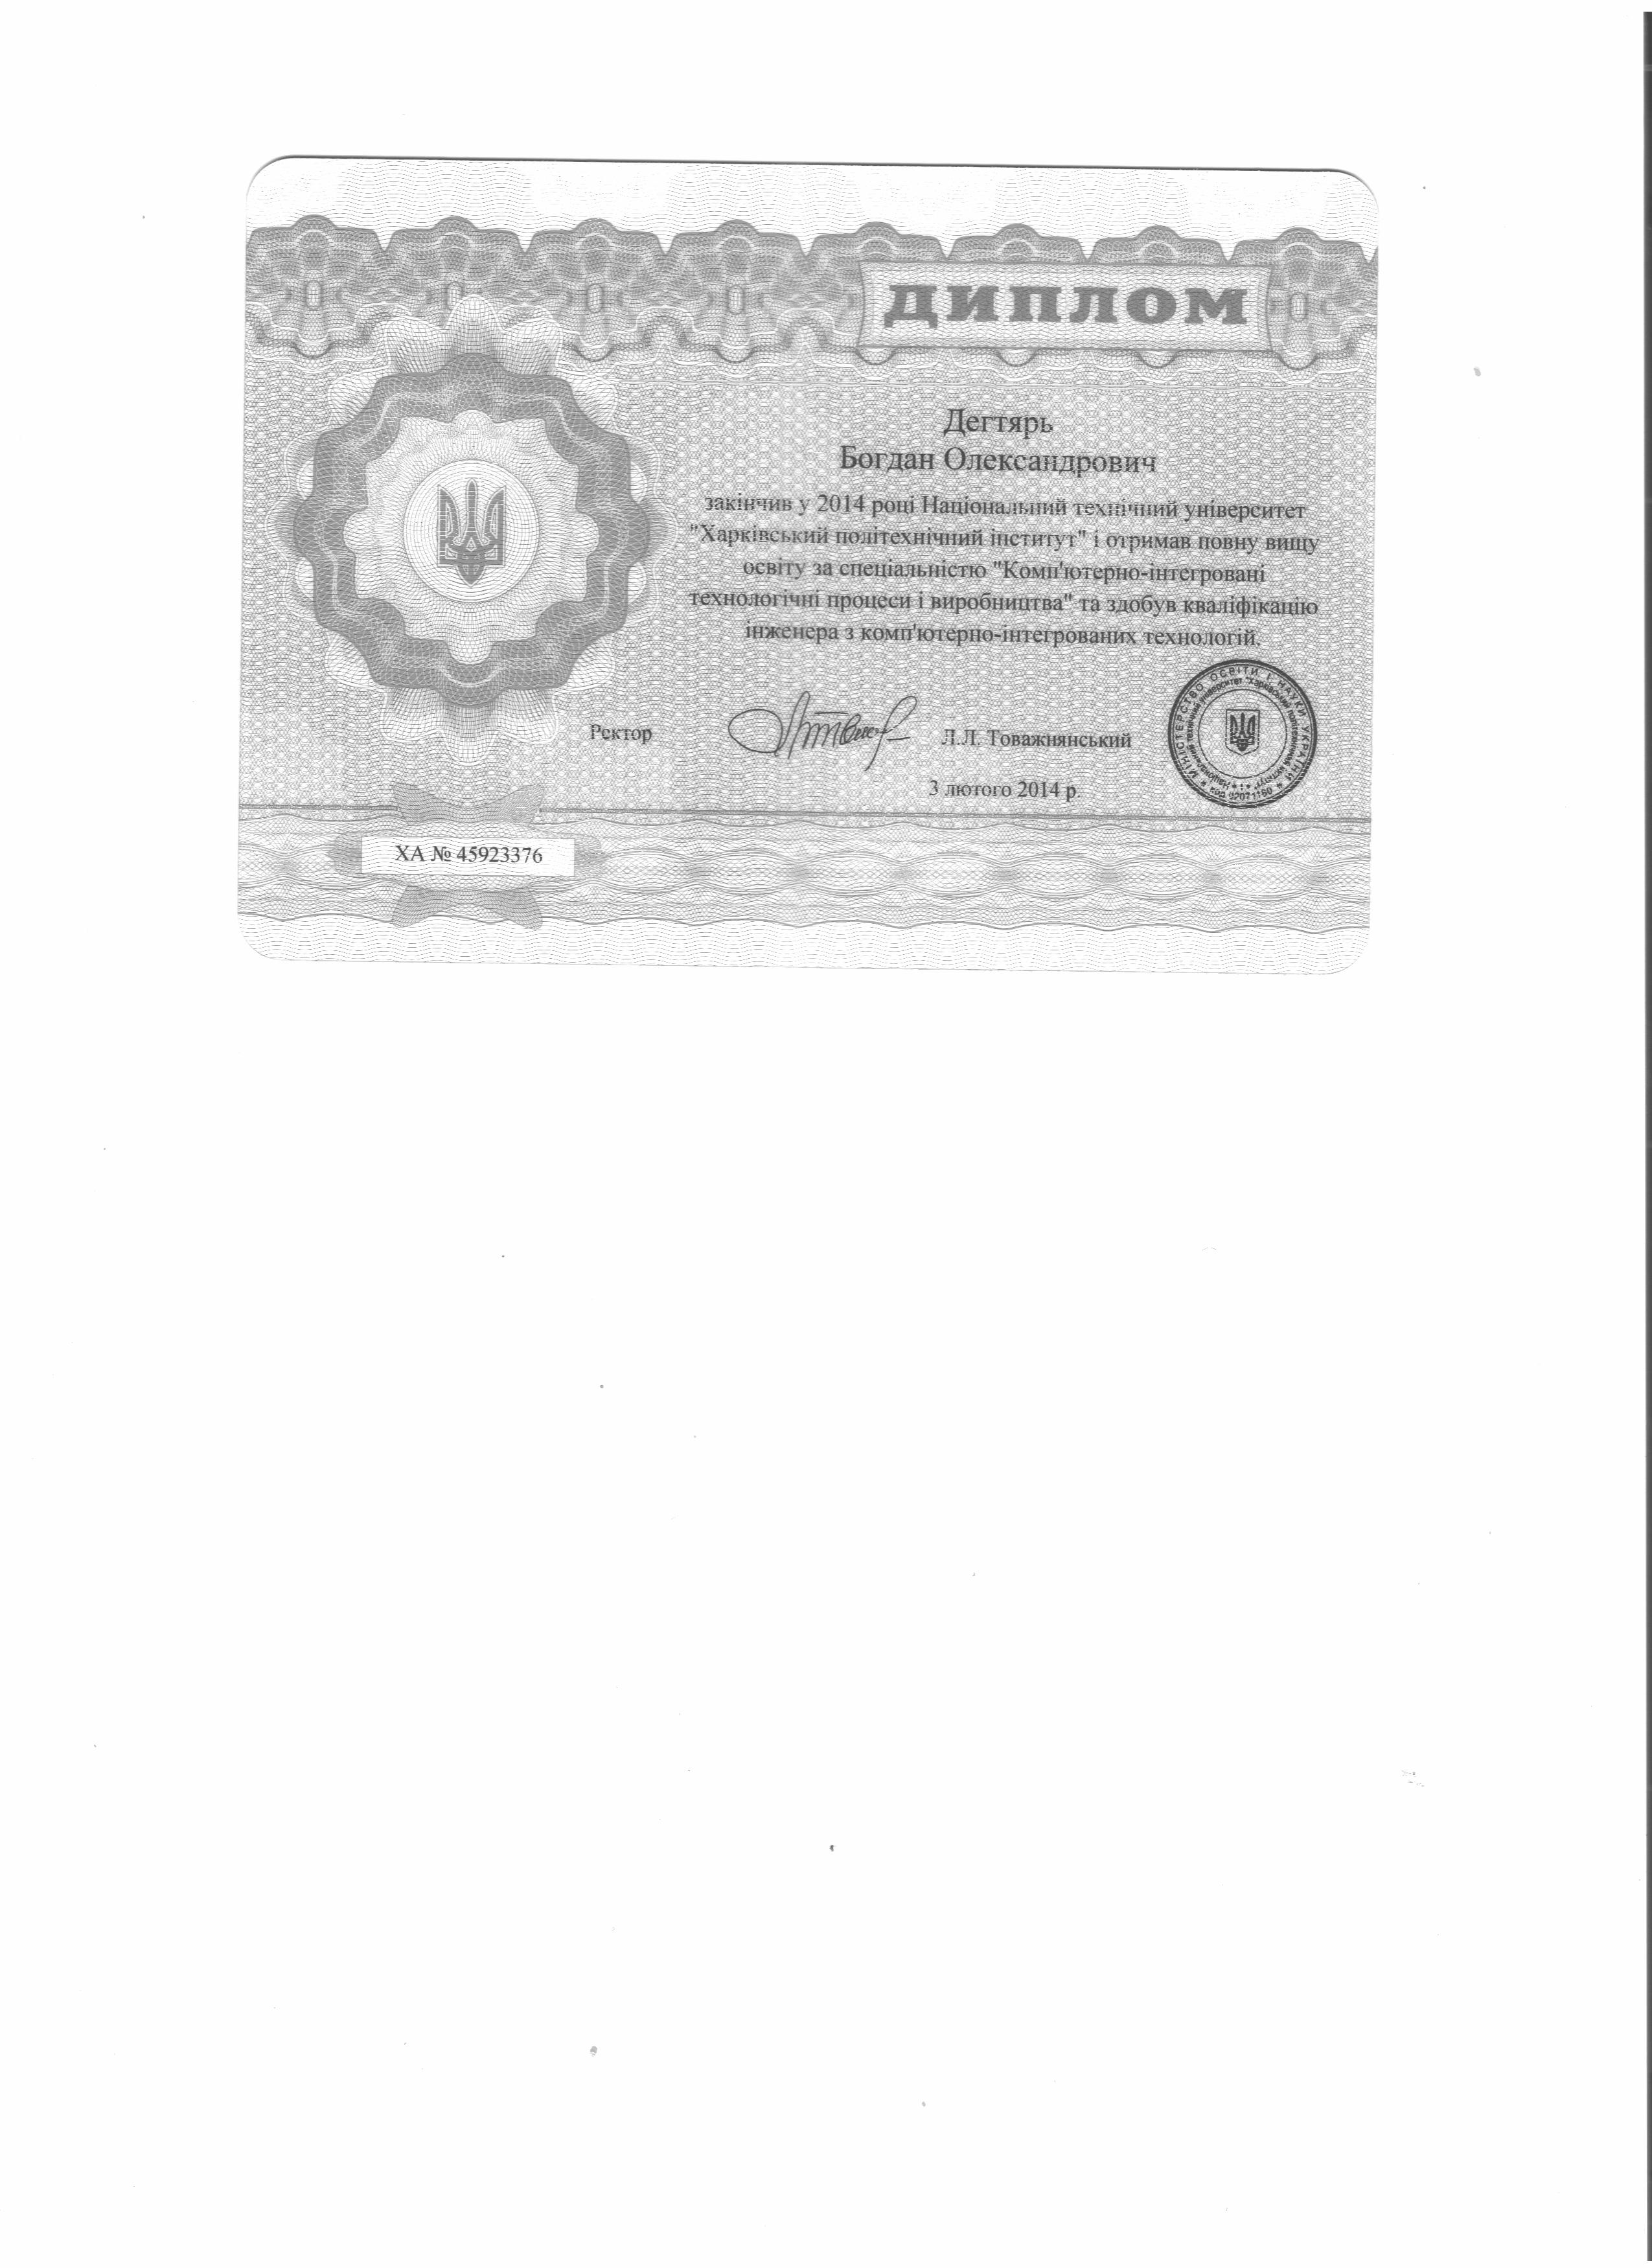 ДИПЛОМ
Дегтярь
Богдан Олександрович
закінчив у 2014 році Національний технічний університет
"Харківський політехнічний інститут" і отримав повну вищу
освіту за спеціальністю "Комп'ютерно-інтегровані
технологічні процеси і виробництва" та здобув кваліфікацію
інженера з комп'ютерно-інтегрованих технологій.
Ректор
Л.Л. Товажнянський
3 лютого 2014 р.
МІНІСТЕРСТВО ОСВІТИ І НАУКИ УКРАЇНИ
Національний технічний університет "Харківський політехнічний інститут"
код 02071180
ХА № 45923376